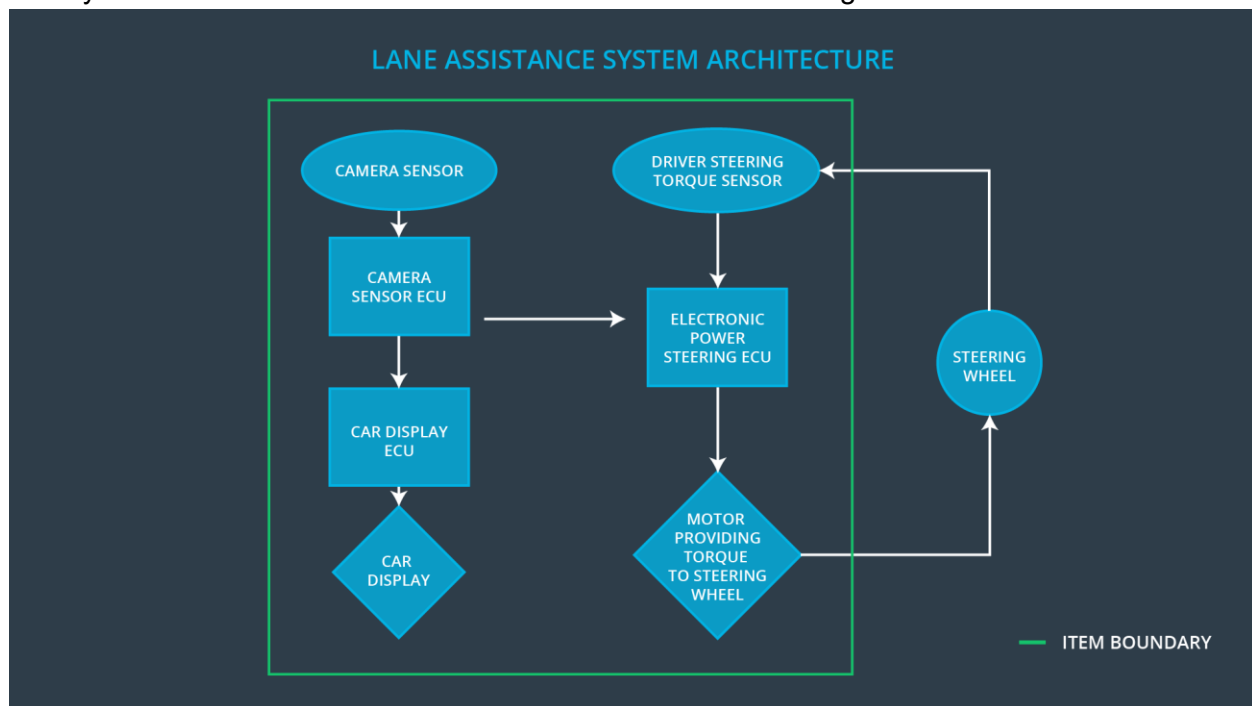 LANE ASSISTANCE SYSTEM ARCHITECTURE
CAMERA SENSOR
CAMERA
SENSOR ECU
CAR DISPLAY
ECU
CAR
DISPLAY
DRIVER STEERING
TORQUE SENSOR
ELECTRONIC
POWER
STEERING ECU
MOTOR
PROVIDING
TORQUE
TO STEERING
WHEEL
STEERING
WHEEL
ITEM BOUNDARY